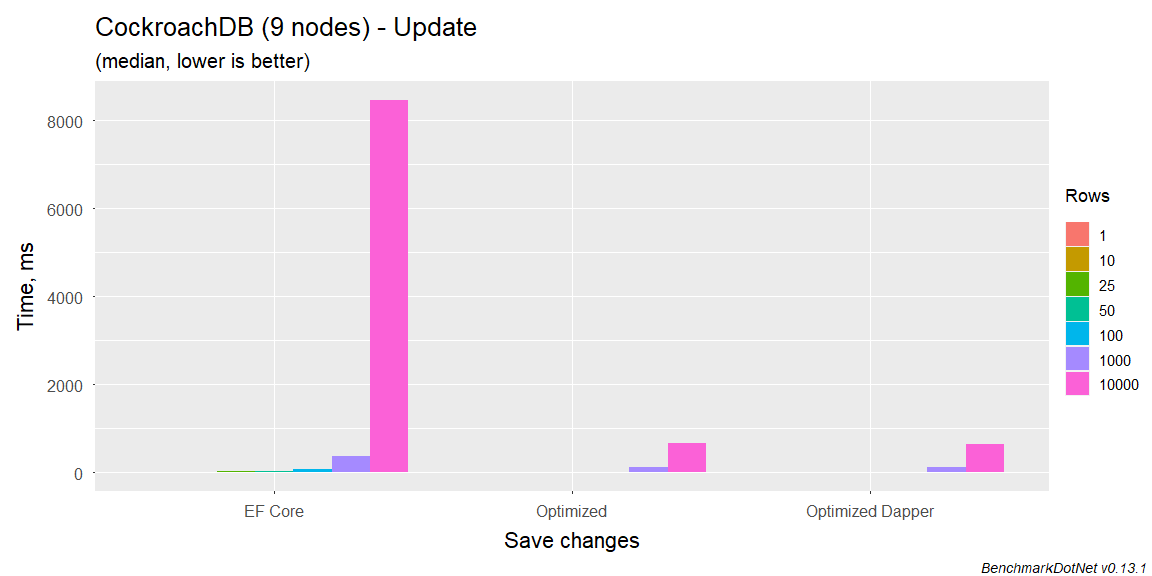 CockroachDB (9 nodes) - Update
(median, lower is better)
8000
6000
4000
2000
0
Time, ms
EF Core
Optimized
Optimized Dapper
Save changes
Rows
1
10
25
50
100
1000
10000
BenchmarkDotNet v0.13.1